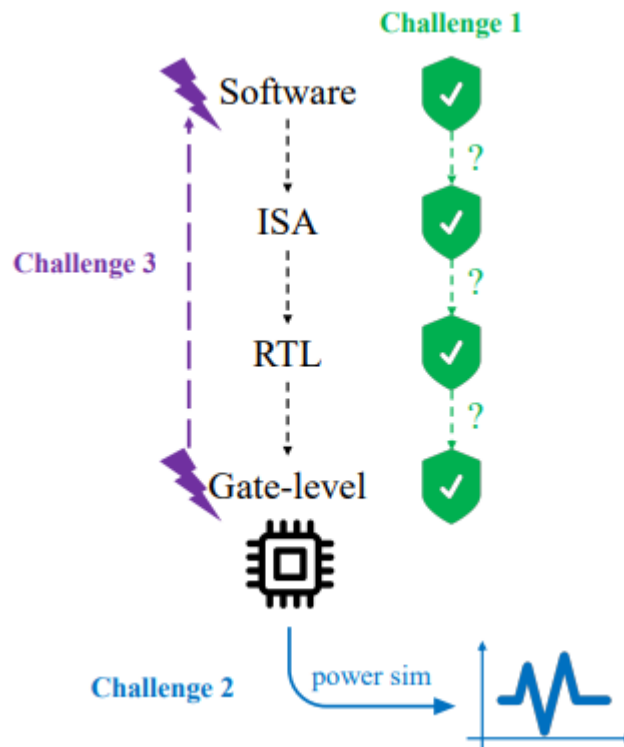 Challenge 1
Software
?
ISA
Challenge 3
?
RTL
?
Gate-level
power sim
Challenge 2